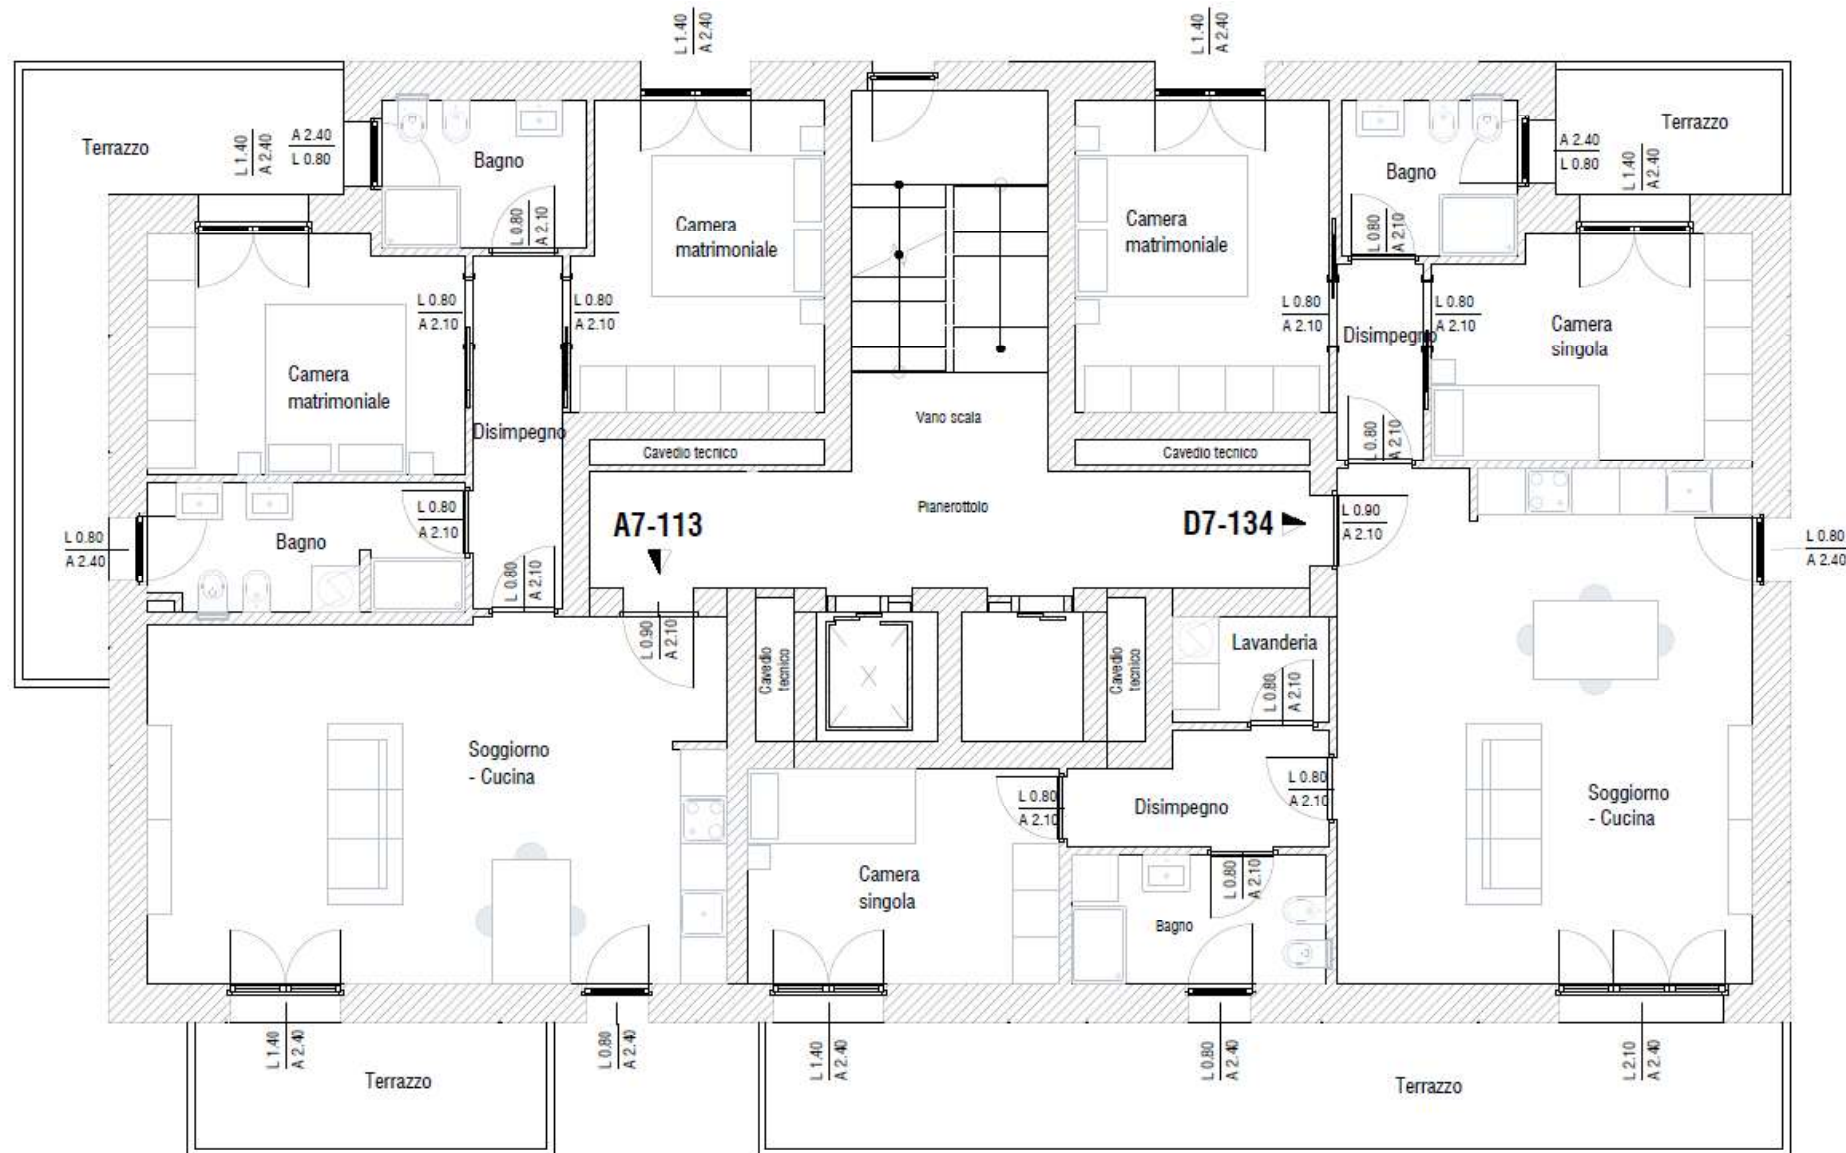 L 1.40
A 2.40
L 1.40
A 2.40
Terrazzo
L 1.40
A 2.40
A 2.40
L 0.80
Bagno
L 0.80
A 2.10
Camera
matrimoniale
Camera
matrimoniale
Bagno
L 0.80
A 2.10
A 2.40
L 0.80
L 1.40
A 2.40
Terrazzo
L 0.80
A 2.10
L 0.80
A 2.10
L 0.80
A 2.10
Disimpegno
L 0.80
A 2.10
Camera
singola
Camera
matrimoniale
Disimpegno
Vano scala
Cavedio tecnico
Cavedio tecnico
L 0.80
A 2.10
L 0.80
A 2.40
Bagno
L 0.80
A 2.10
L 0.80
A 2.10
A7-113
Pianerottolo
D7-134
L 0.90
A 2.10
L 0.80
A 2.40
L 0.90
A 2.10
Cavedio
tecnico
Cavedio
tecnico
Lavanderia
L 0.80
A 2.10
Soggiorno
- Cucina
L 0.80
A 2.10
Disimpegno
L 0.80
A 2.10
Soggiorno
- Cucina
Camera
singola
Bagno
L 0.80
A 2.10
L 1.40
A 2.40
L 0.80
A 2.40
L 1.40
A 2.40
L 0.80
A 2.40
L 2.10
A 2.40
Terrazzo
Terrazzo